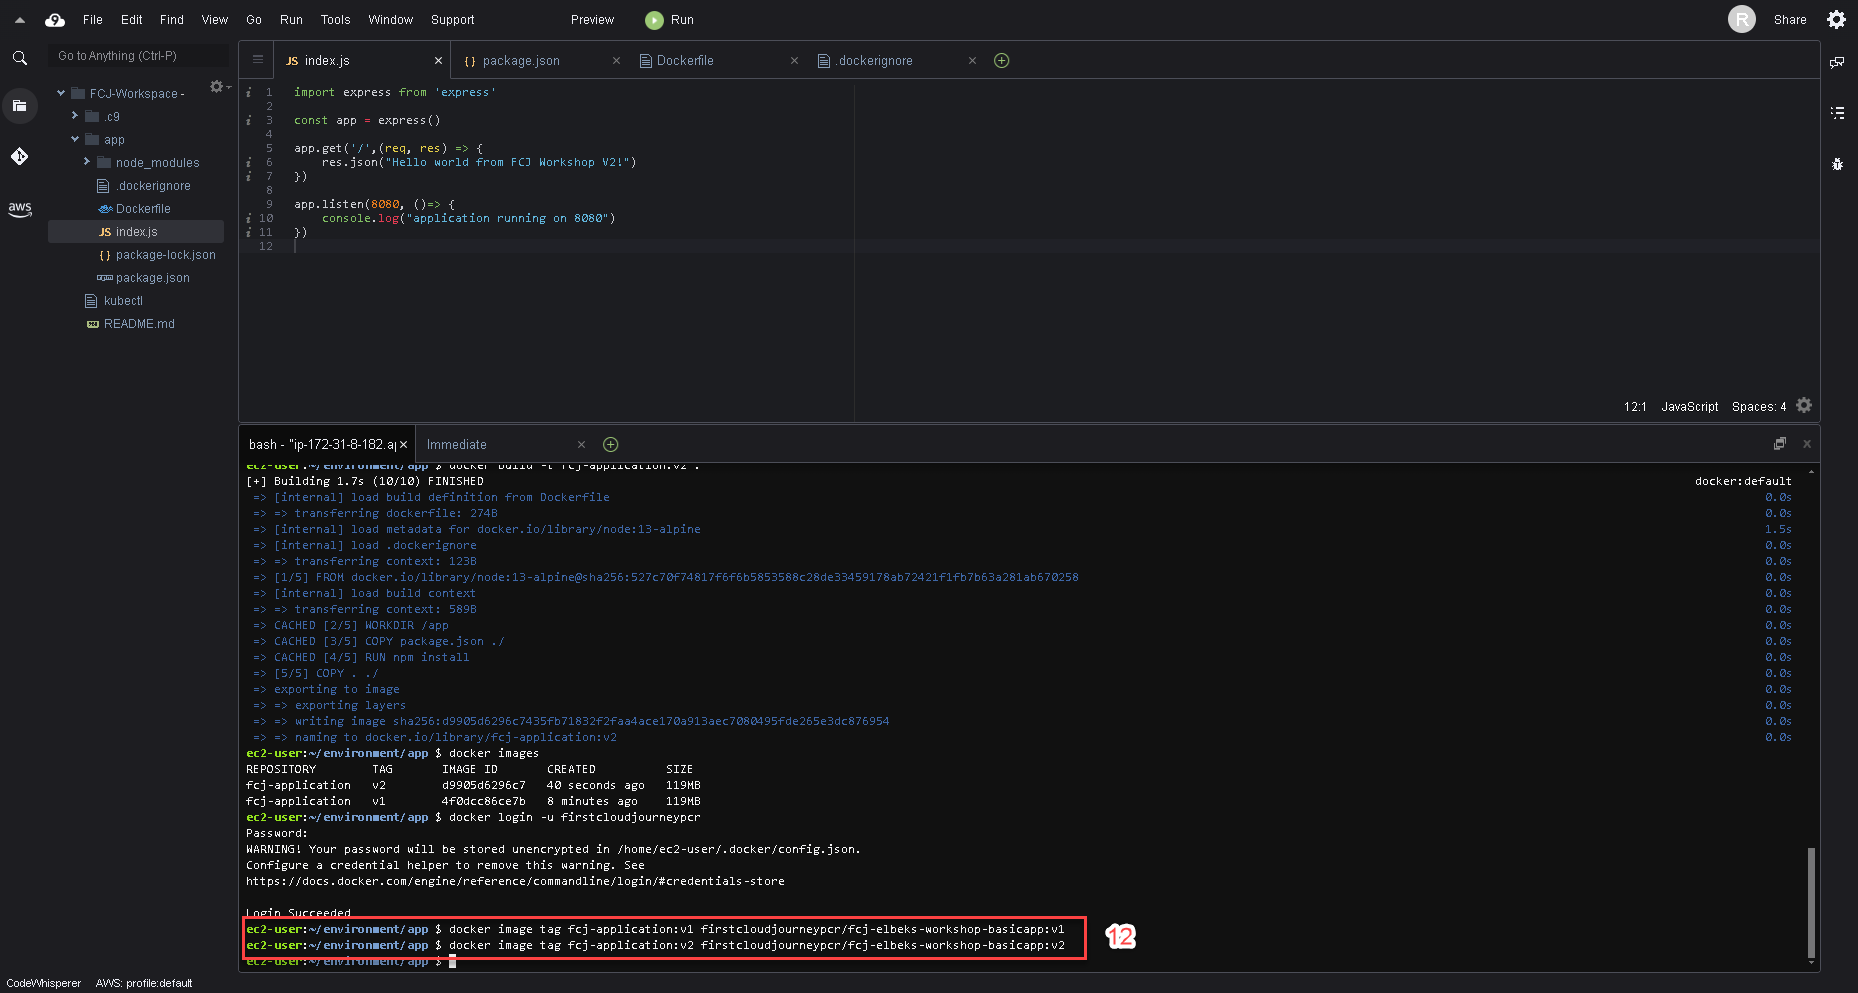 File Edit Find View Go Run Tools Window Support Preview Run R Share
Go to Anything (Ctrl-P)
FCJ-Workspace -
.c9
app
node_modules
.dockerignore
Dockerfile
JS index.js
{ } package-lock.json
package.json
kubectl
README.md
aws
JS index.js
{ } package.json
Dockerfile
.dockerignore
1 import express from 'express'
2
3 const app = express()
4
5 app.get('/',(req, res) => {
6 res.json("Hello world from FCJ Workshop V2!")
7 })
8
9 app.listen(8080, ()=> {
10 console.log("application running on 8080")
11 })
12
12:1 JavaScript Spaces: 4
bash - "ip-172-31-8-182.ap
Immediate
ec2-user:~/environment/app $ docker build -t fcj-application:v2 .
[+] Building 1.7s (10/10) FINISHED docker:default
=> [internal] load build definition from Dockerfile 0.0s
=> => transferring dockerfile: 274B 0.0s
=> [internal] load metadata for docker.io/library/node:13-alpine 1.5s
=> [internal] load .dockerignore 0.0s
=> => transferring context: 123B 0.0s
=> [1/5] FROM docker.io/library/node:13-alpine@sha256:527c70f74817f6f6b5853588c28de33459178ab72421f1fb7b63a281ab670258 0.0s
=> [internal] load build context 0.0s
=> => transferring context: 589B 0.0s
=> CACHED [2/5] WORKDIR /app 0.0s
=> CACHED [3/5] COPY package.json ./ 0.0s
=> CACHED [4/5] RUN npm install 0.0s
=> [5/5] COPY . ./ 0.0s
=> exporting to image 0.0s
=> => exporting layers 0.0s
=> => writing image sha256:d9905d6296c7435fb71832f2faa4ace170a913aec7080495fde265e3dc876954 0.0s
=> => naming to docker.io/library/fcj-application:v2 0.0s
ec2-user:~/environment/app $ docker images
REPOSITORY TAG IMAGE ID CREATED SIZE
fcj-application v2 d9905d6296c7 40 seconds ago 119MB
fcj-application v1 4f0dcc86ce7b 8 minutes ago 119MB
ec2-user:~/environment/app $ docker login -u firstcloudjourneypcr
Password:
WARNING! Your password will be stored unencrypted in /home/ec2-user/.docker/config.json.
Configure a credential helper to remove this warning. See
https://docs.docker.com/engine/reference/commandline/login/#credentials-store
Login Succeeded
ec2-user:~/environment/app $ docker image tag fcj-application:v1 firstcloudjourneypcr/fcj-elbeks-workshop-basicapp:v1
ec2-user:~/environment/app $ docker image tag fcj-application:v2 firstcloudjourneypcr/fcj-elbeks-workshop-basicapp:v2
ec2-user:~/environment/app $
12
CodeWhisperer AWS: profile:default